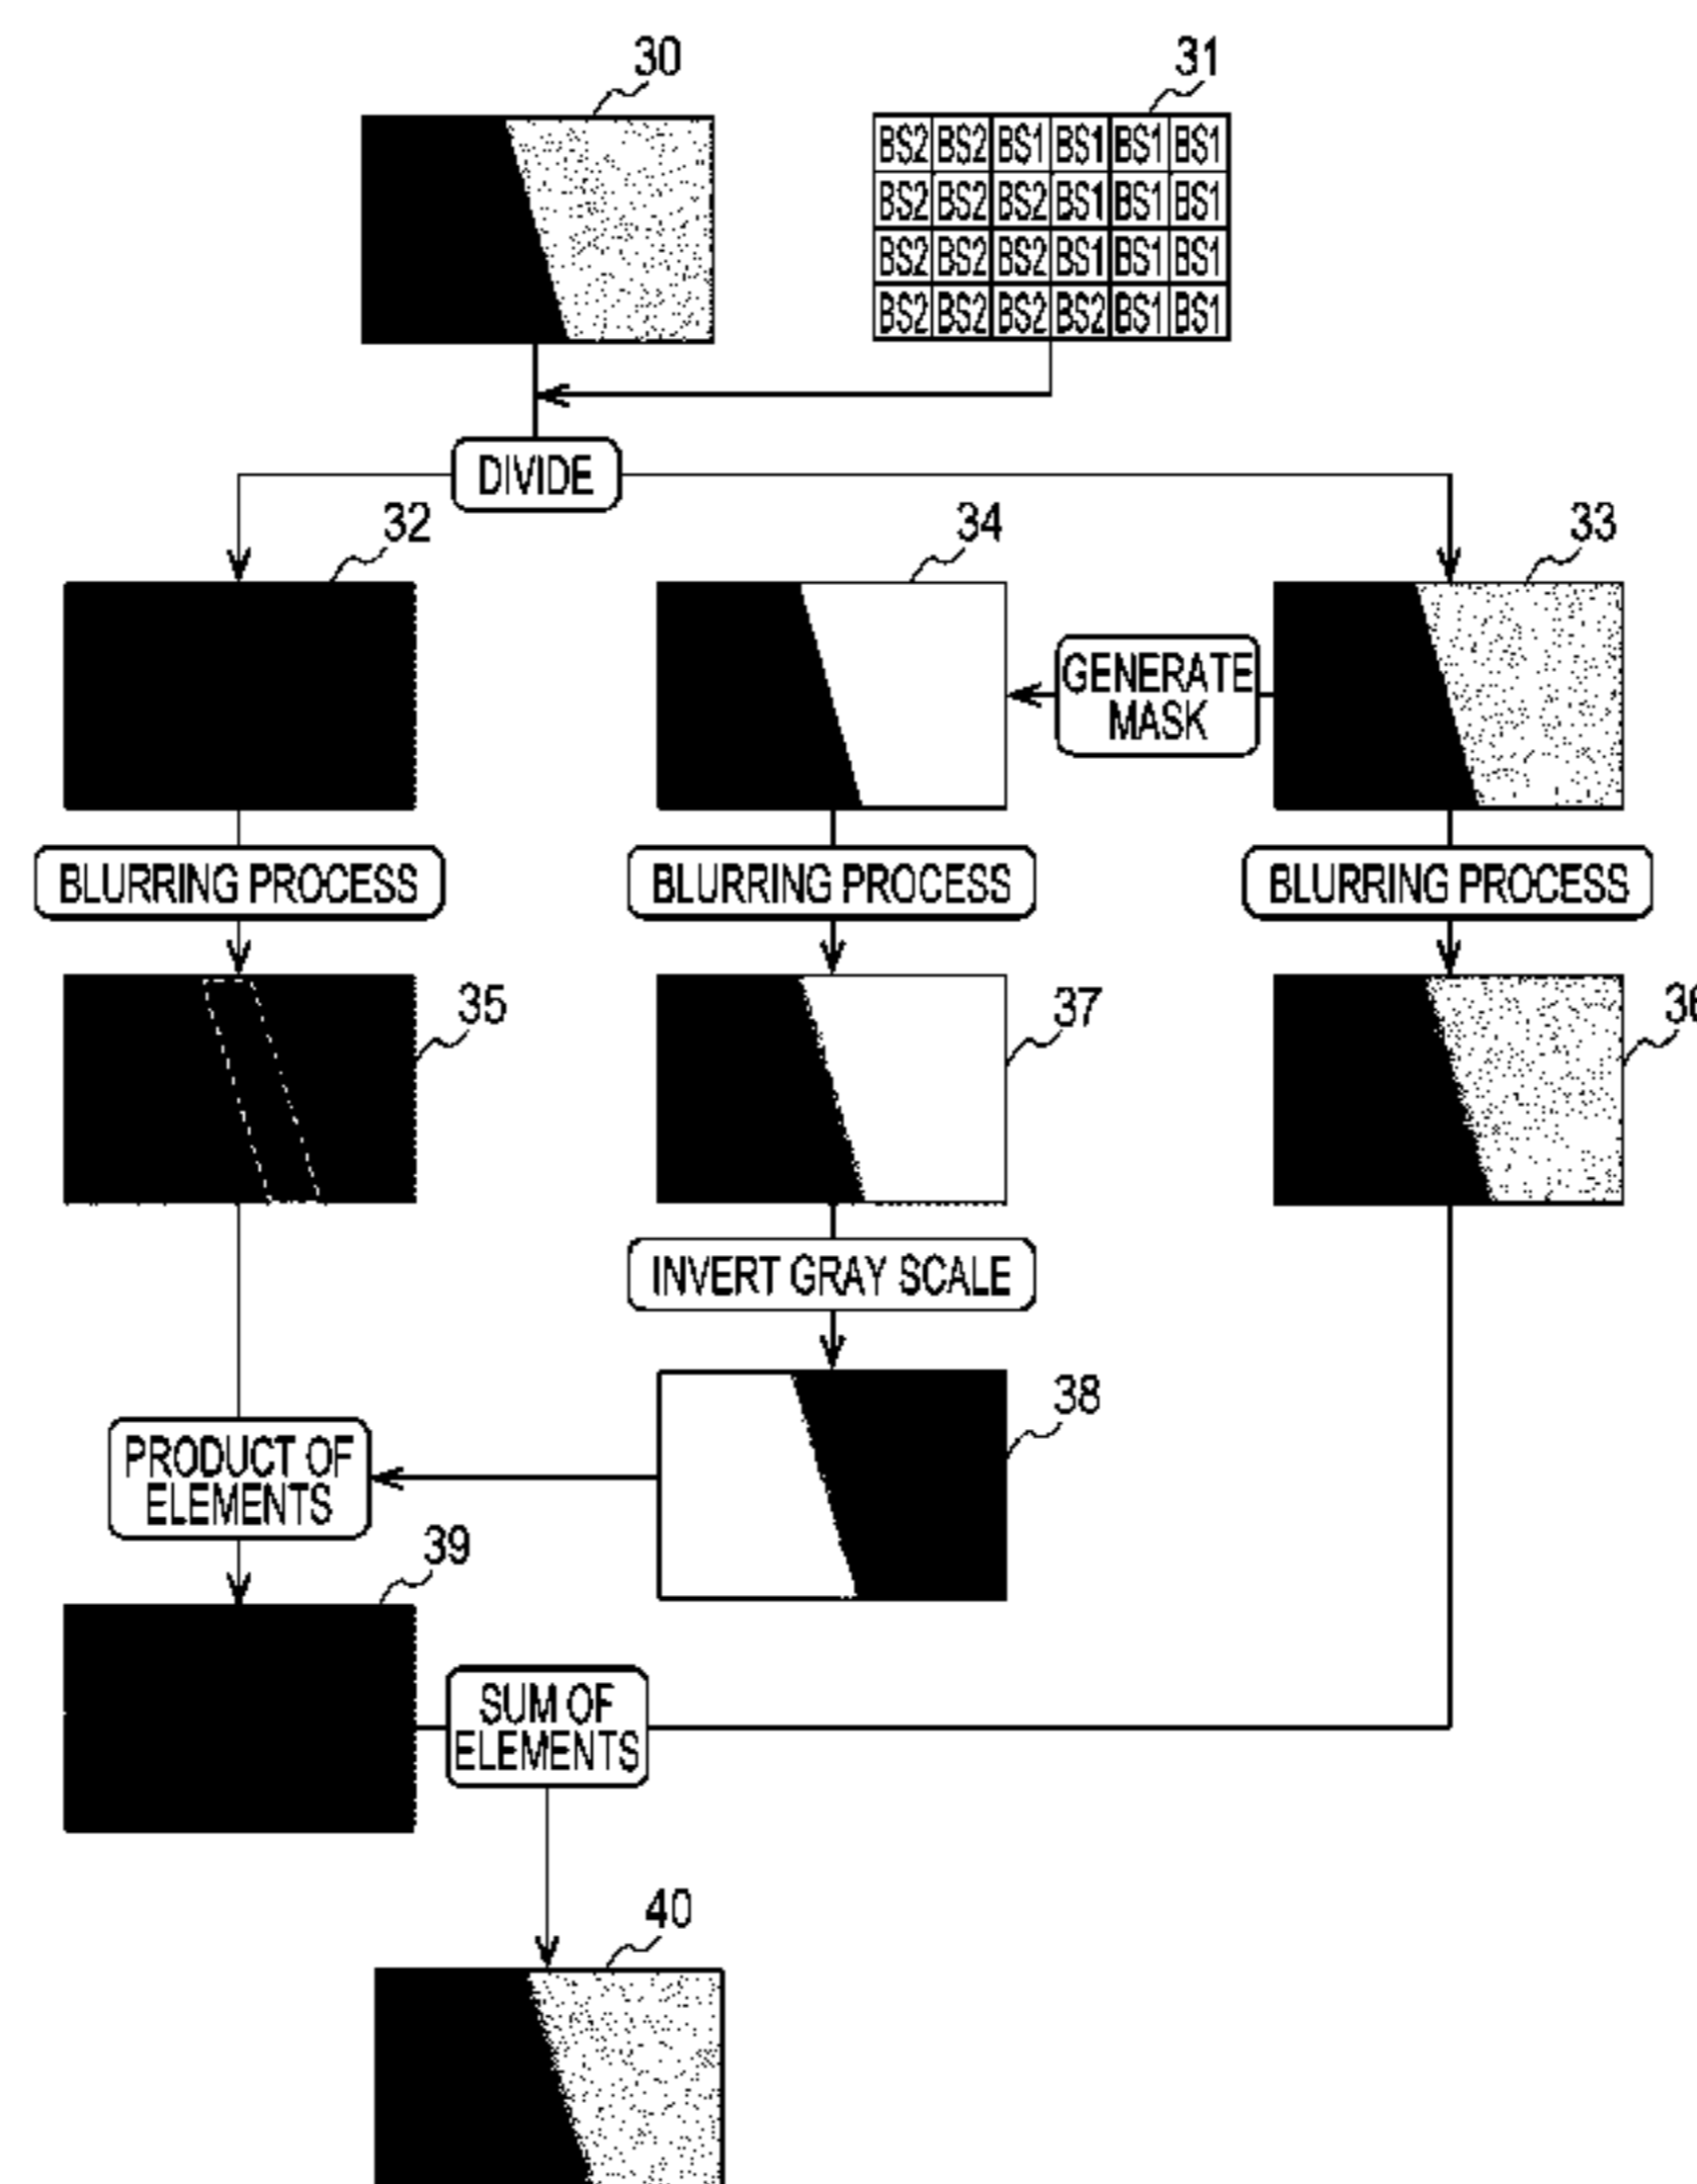 30 31
BS2 BS2 BS1 BS1 BS1 BS1
BS2 BS2 BS2 BS1 BS1 BS1
BS2 BS2 BS2 BS1 BS1 BS1
BS2 BS2 BS2 BS2 BS1 BS1
DIVIDE
32 34 33
GENERATE
MASK
BLURRING PROCESS BLURRING PROCESS BLURRING PROCESS
35 37 36
INVERT GRAY SCALE
38
PRODUCT OF
ELEMENTS
39
SUM OF
ELEMENTS
40